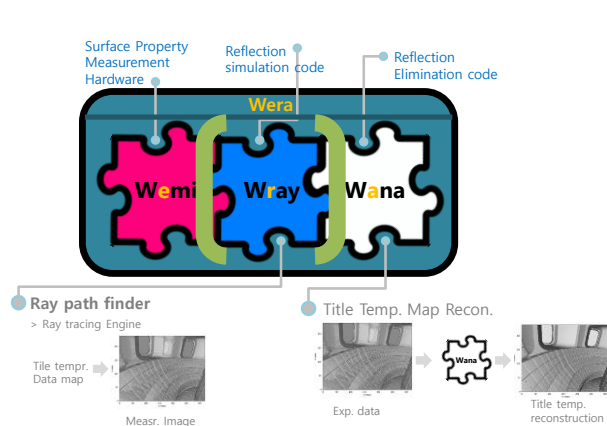 Surface Property
Measurement
Hardware
Reflection
simulation code
Reflection
Elimination code
Wera
Wemi
Wray
Wana
Ray path finder
> Ray tracing Engine
Tile tempr.
Data map
Measr. Image
Title Temp. Map Recon.
Exp. data
Wana
Title temp.
reconstruction